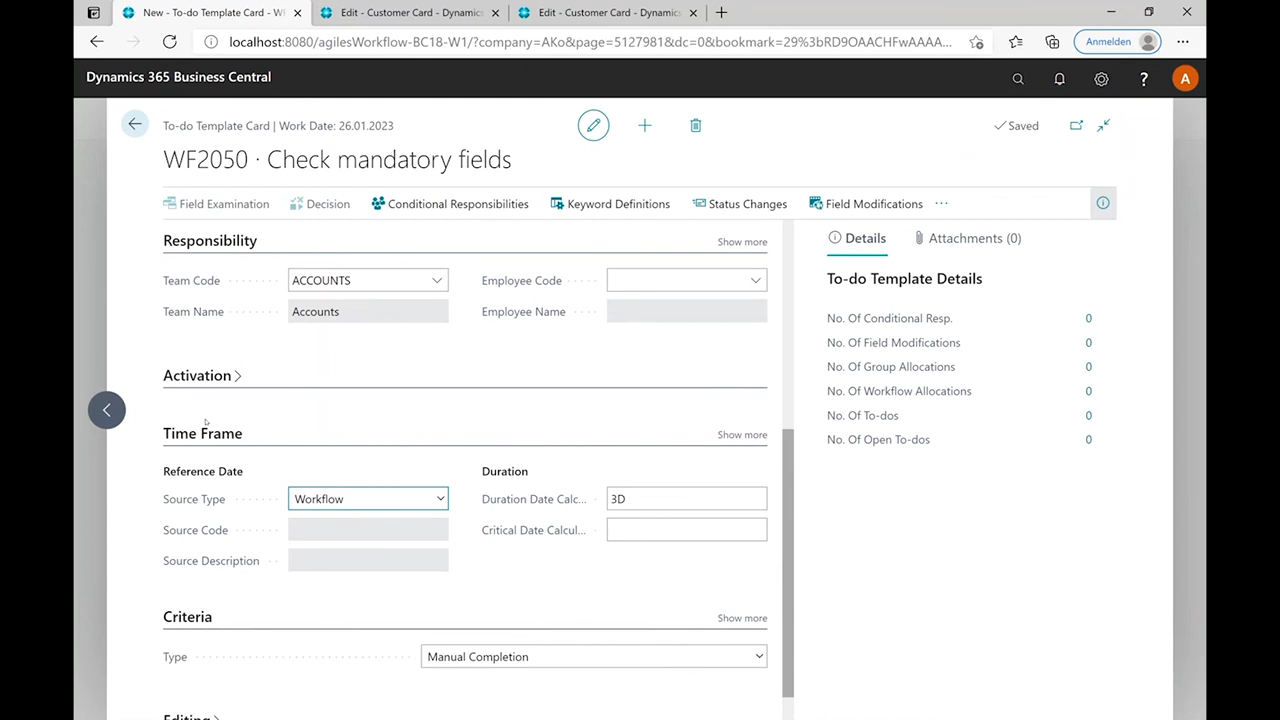 New - To-do Template Card - WF
Edit - Customer Card - Dynamics
Edit - Customer Card - Dynamics
localhost:8080/agilesWorkflow-BC18-W1/?company=AKo&page=5127981&dc=0&bookmark=29%3bRD9OAACHFwAAAA...
Anmelden
Dynamics 365 Business Central
A
To-do Template Card | Work Date: 26.01.2023
Saved
WF2050 · Check mandatory fields
Field Examination
Decision
Conditional Responsibilities
Keyword Definitions
Status Changes
Field Modifications
Responsibility
Show more
Details
Attachments (0)
Team Code
ACCOUNTS
Employee Code
Team Name
Accounts
Employee Name
To-do Template Details
No. Of Conditional Resp.
0
No. Of Field Modifications
0
No. Of Group Allocations
0
No. Of Workflow Allocations
0
No. Of To-dos
0
No. Of Open To-dos
0
Activation
Time Frame
Show more
Reference Date
Duration
Source Type
Workflow
Duration Date Calc...
3D
Source Code
Critical Date Calcul...
Source Description
Criteria
Show more
Type
Manual Completion
Editing